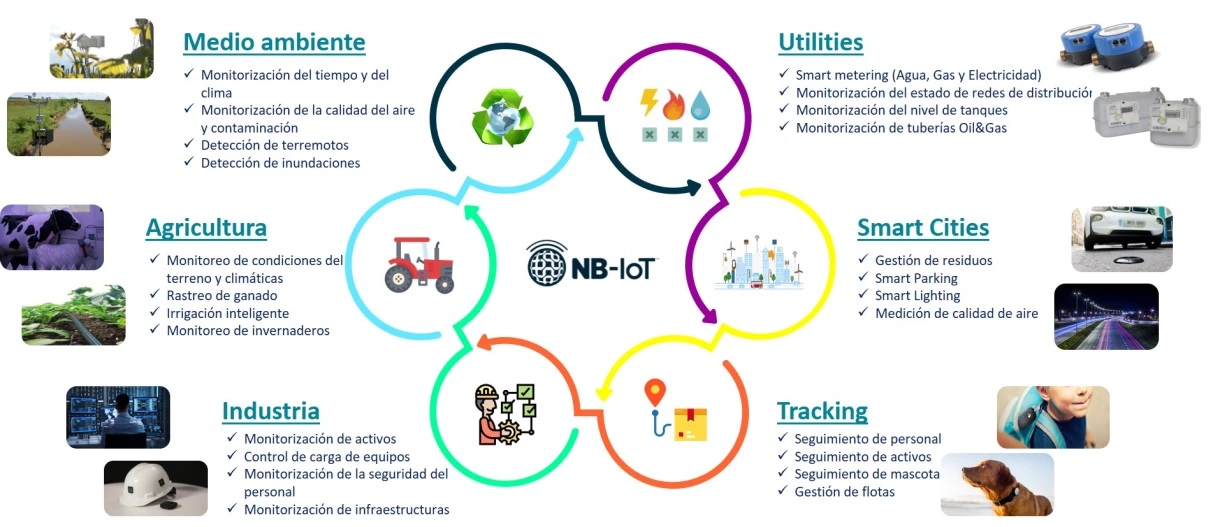 Medio ambiente
✓ Monitorización del tiempo y del
clima
✓ Monitorización de la calidad del aire
y contaminación
✓ Detección de terremotos
✓ Detección de inundaciones
Utilities
✓ Smart metering (Agua, Gas y Electricidad)
✓ Monitorización del estado de redes de distribución
✓ Monitorización del nivel de tanques
✓ Monitorización de tuberías Oil&Gas
Agricultura
✓ Monitoreo de condiciones del
terreno y climáticas
✓ Rastreo de ganado
✓ Irrigación inteligente
✓ Monitoreo de invernaderos
NB-IoT
Smart Cities
✓ Gestión de residuos
✓ Smart Parking
✓ Smart Lighting
✓ Medición de calidad de aire
Industria
✓ Monitorización de activos
✓ Control de carga de equipos
✓ Monitorización de la seguridad del
personal
✓ Monitorización de infraestructuras
Tracking
✓ Seguimiento de personal
✓ Seguimiento de activos
✓ Seguimiento de mascota
✓ Gestión de flotas